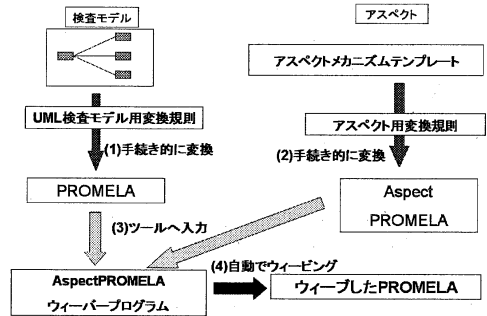 検査モデル
アスペクト
アスペクトメカニズムテンプレート
UML検査モデル用変換規則
アスペクト用変換規則
(1)手続き的に変換
(2)手続き的に変換
PROMELA
Aspect
PROMELA
(3)ツールへ入力
(4)自動でウィービング
AspectPROMELA
ウィーバープログラム
ウィーブしたPROMELA